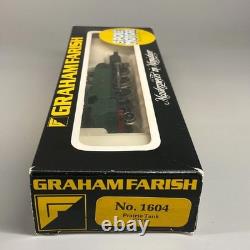 GRAHAM FARISH
Masterpieces in Miniature
GRAHAM FARISH
No. 1604
Prairie Tank